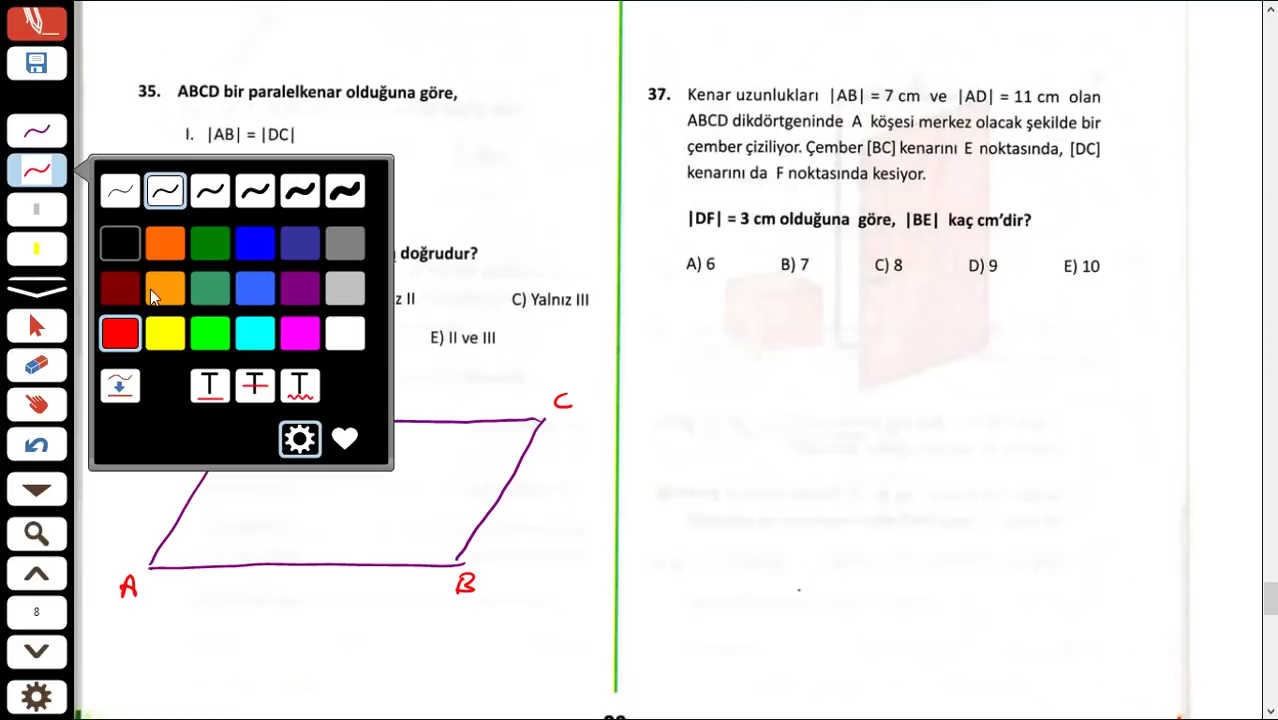 35. ABCD bir paralelkenar olduğuna göre,
I. |AB| = |DC|
doğrudur?
z II
C) Yalnız III
E) II ve III
C
A
B
37. Kenar uzunlukları |AB| = 7 cm ve |AD| = 11 cm olan
ABCD dikdörtgeninde A köşesi merkez olacak şekilde bir
çember çiziliyor. Çember [BC] kenarını E noktasında, [DC]
kenarını da F noktasında kesiyor.
|DF| = 3 cm olduğuna göre, |BE| kaç cm'dir?
A) 6 B) 7 C) 8 D) 9 E) 10
T T T
8